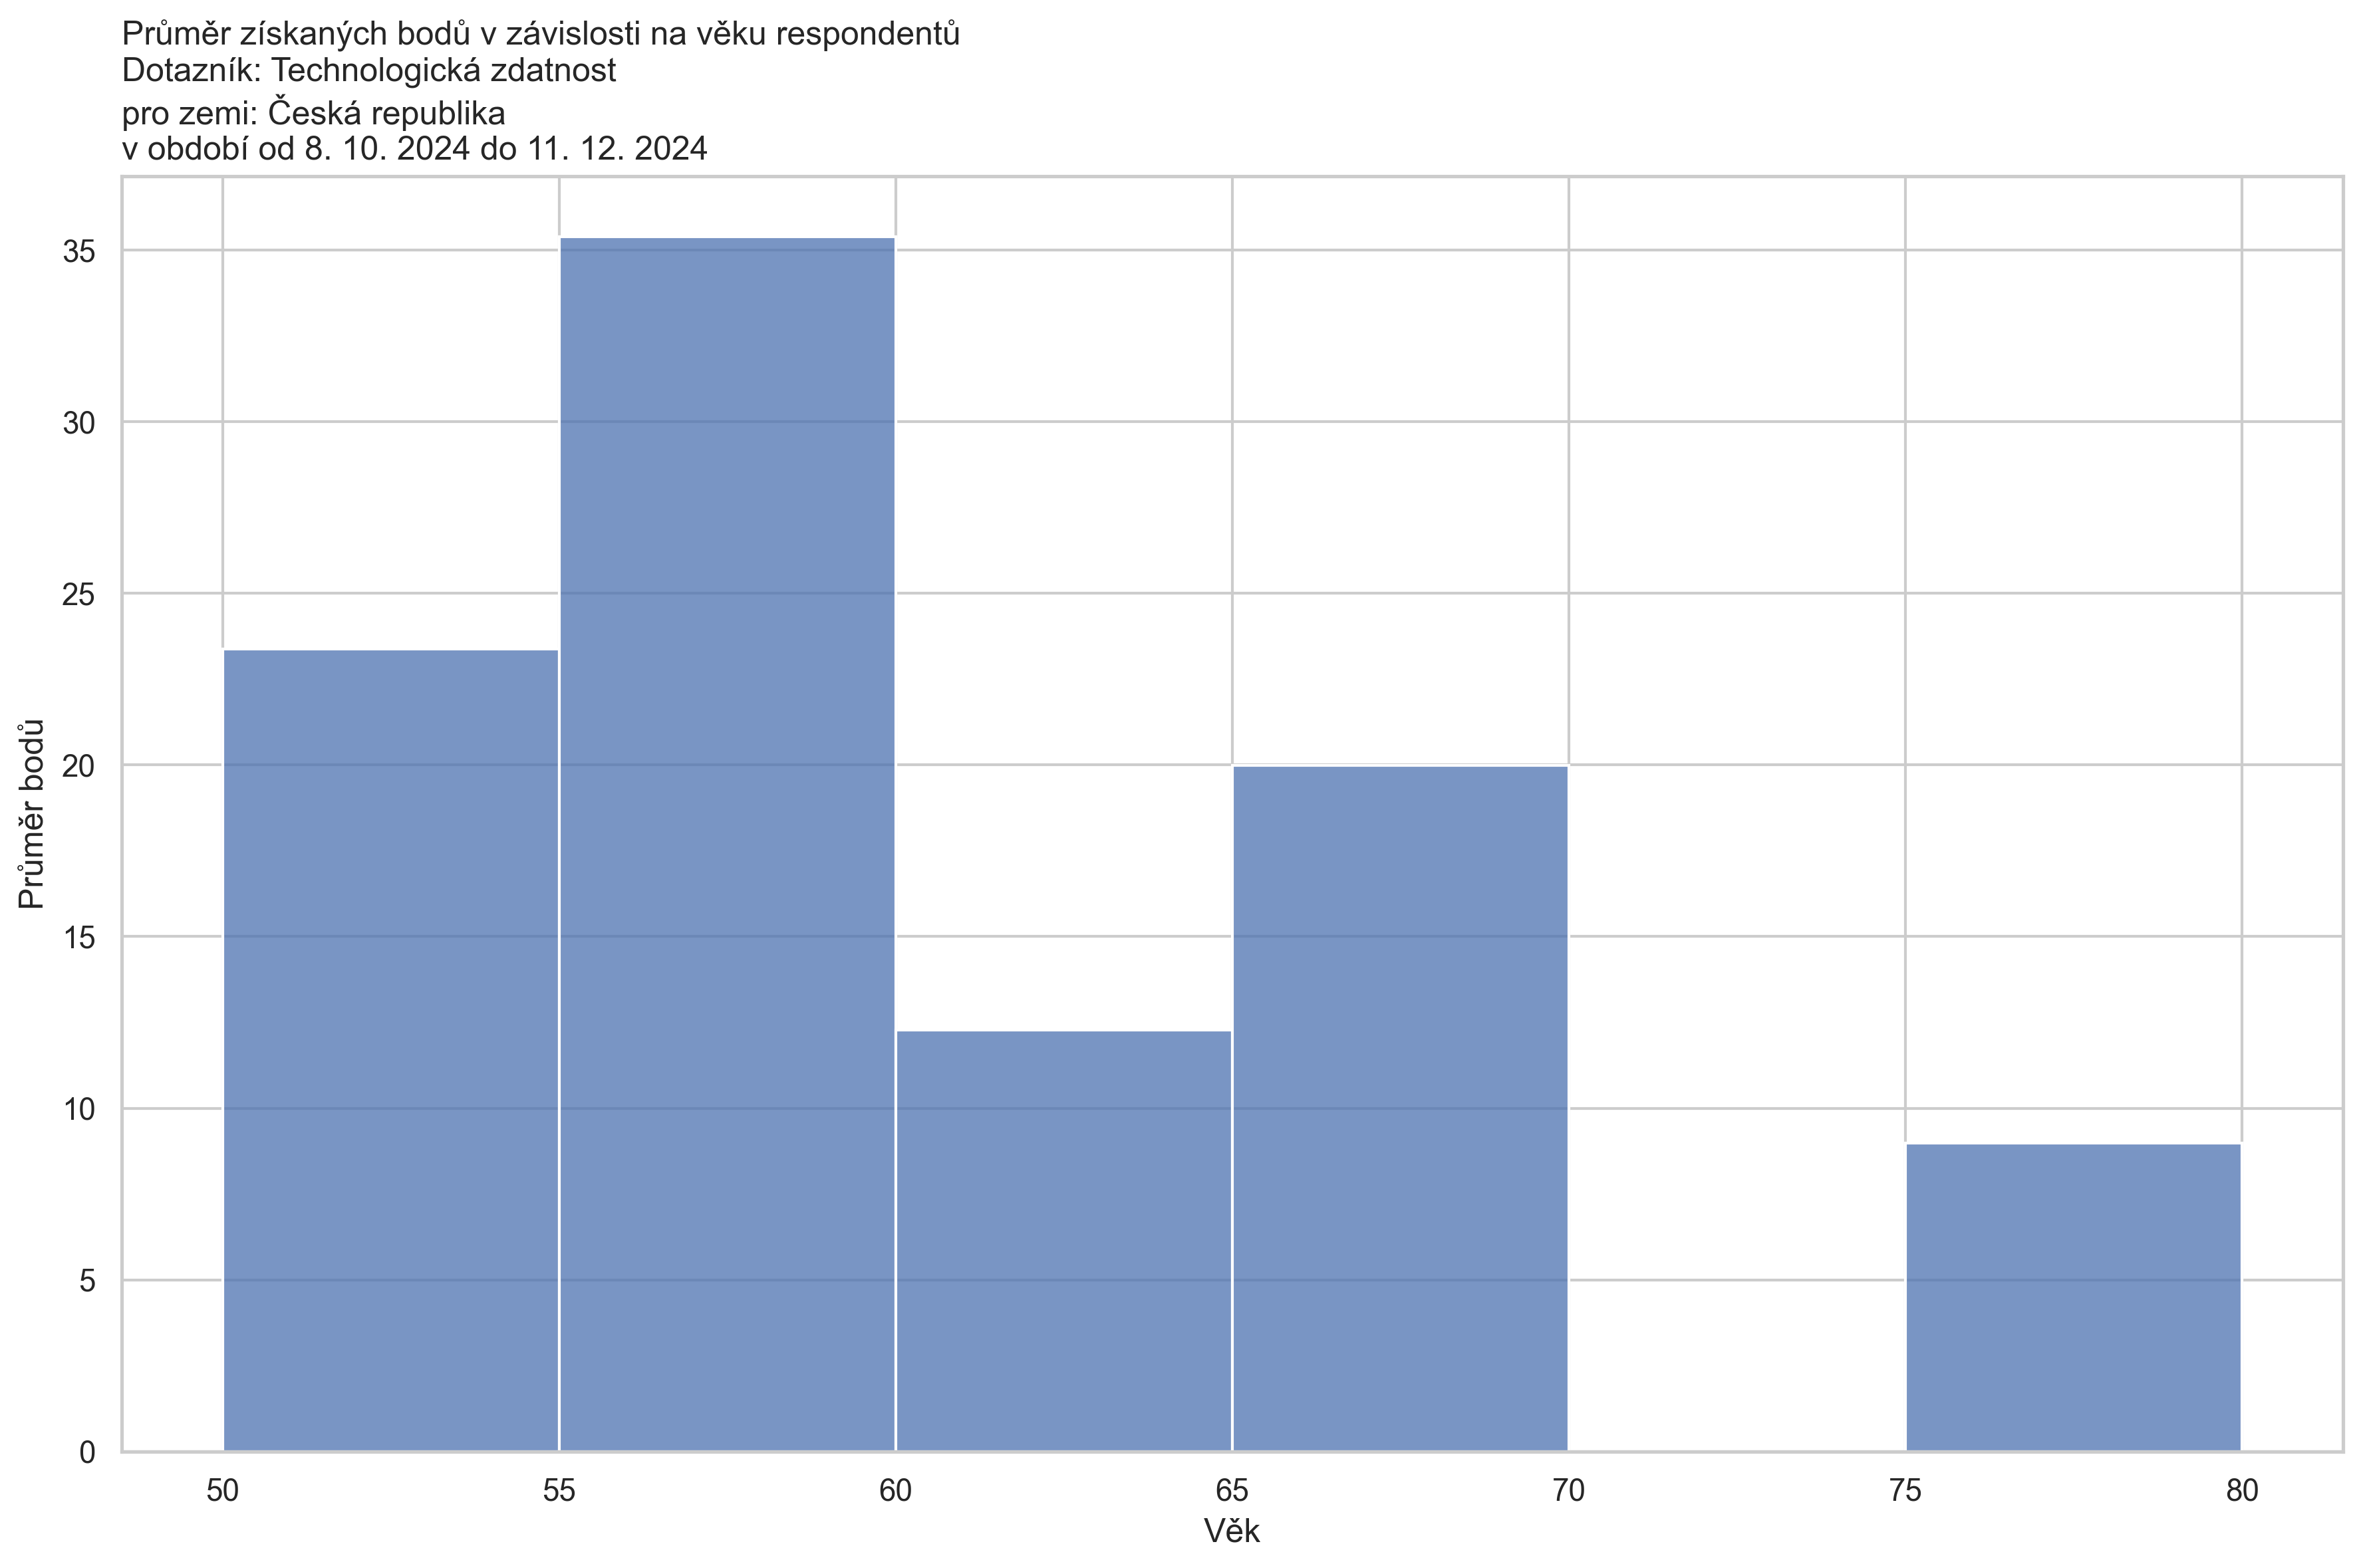 Průměr získaných bodů v závislosti na věku respondentů
Dotazník: Technologická zdatnost
pro zemi: Česká republika
v období od 8. 10. 2024 do 11. 12. 2024
35
30
25
20
15
10
5
0
Průměr bodů
50 55 60 65 70 75 80
Věk